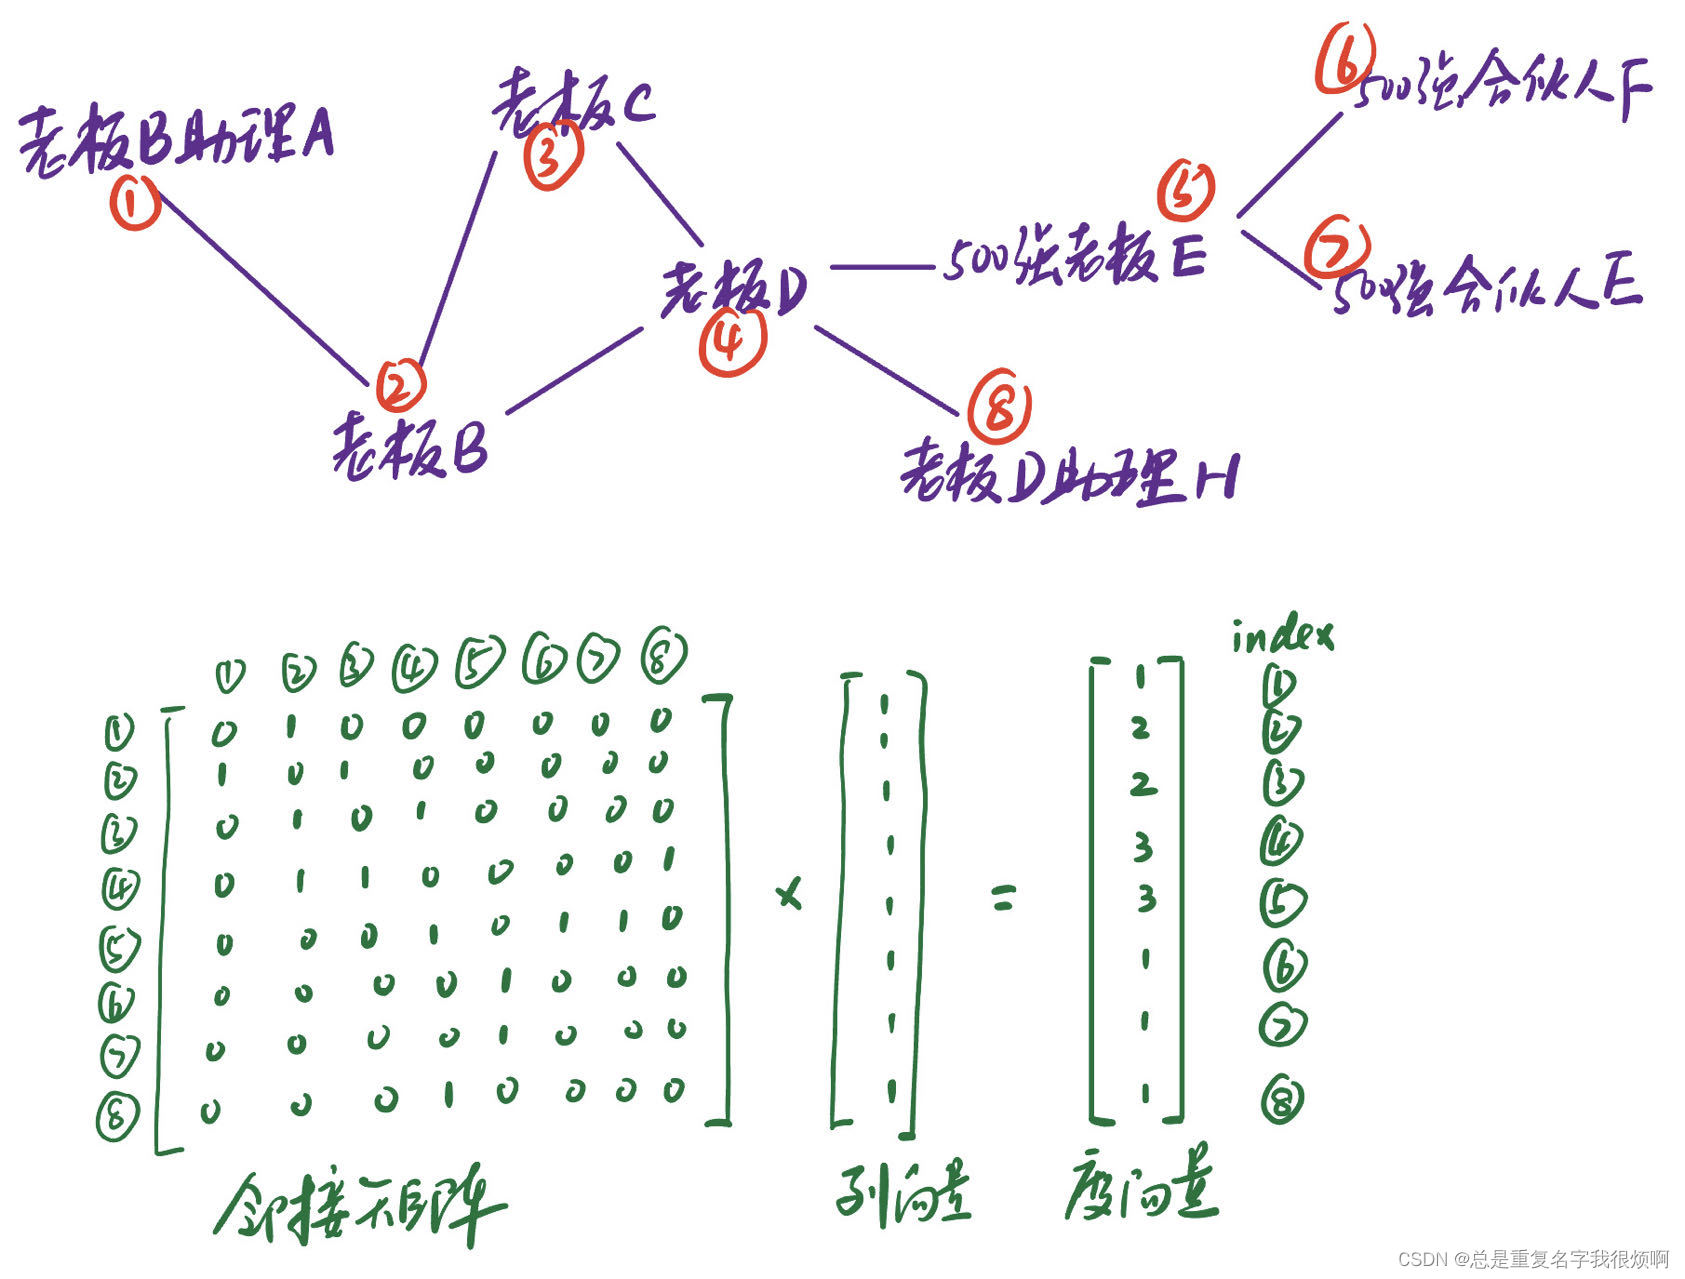 ⑥
500强合伙人F
老板C
③
老板B助理A
①
⑤
500强老板E
⑦
500强合伙人E
老板D
④
②
老板B
⑧
老板D助理H
index
① ② ③ ④ ⑤ ⑥ ⑦ ⑧
① 0 1 0 0 0 0 0 0 1 1 ①
② 1 0 1 0 0 0 0 0 1 2 ②
③ 0 1 0 1 0 0 0 0 1 2 ③
④ 0 1 1 0 0 0 0 1 1 3 ④
⑤ 0 0 0 1 0 1 1 0 × 1 = 3 ⑤
⑥ 0 0 0 0 1 0 0 0 1 1 ⑥
⑦ 0 0 0 0 1 0 0 0 1 1 ⑦
⑧ 0 0 0 1 0 0 0 0 1 1 ⑧
邻接矩阵 列向量 度向量
CSDN @总是重复名字我很烦啊